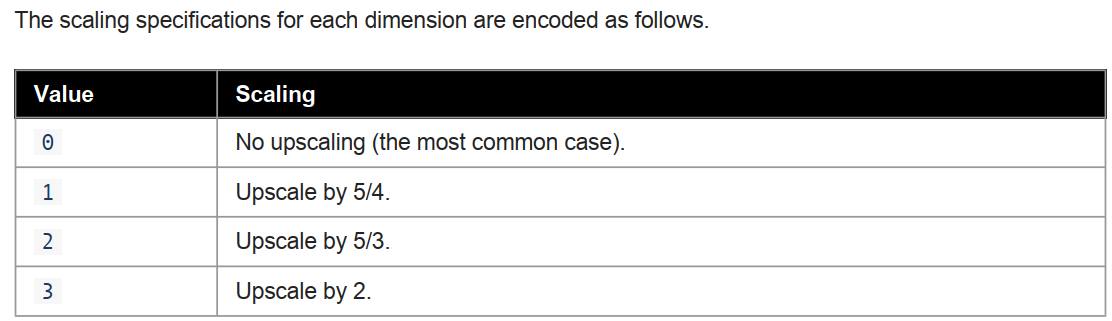 The scaling specifications for each dimension are encoded as follows.
Value Scaling
0 No upscaling (the most common case).
1 Upscale by 5/4.
2 Upscale by 5/3.
3 Upscale by 2.